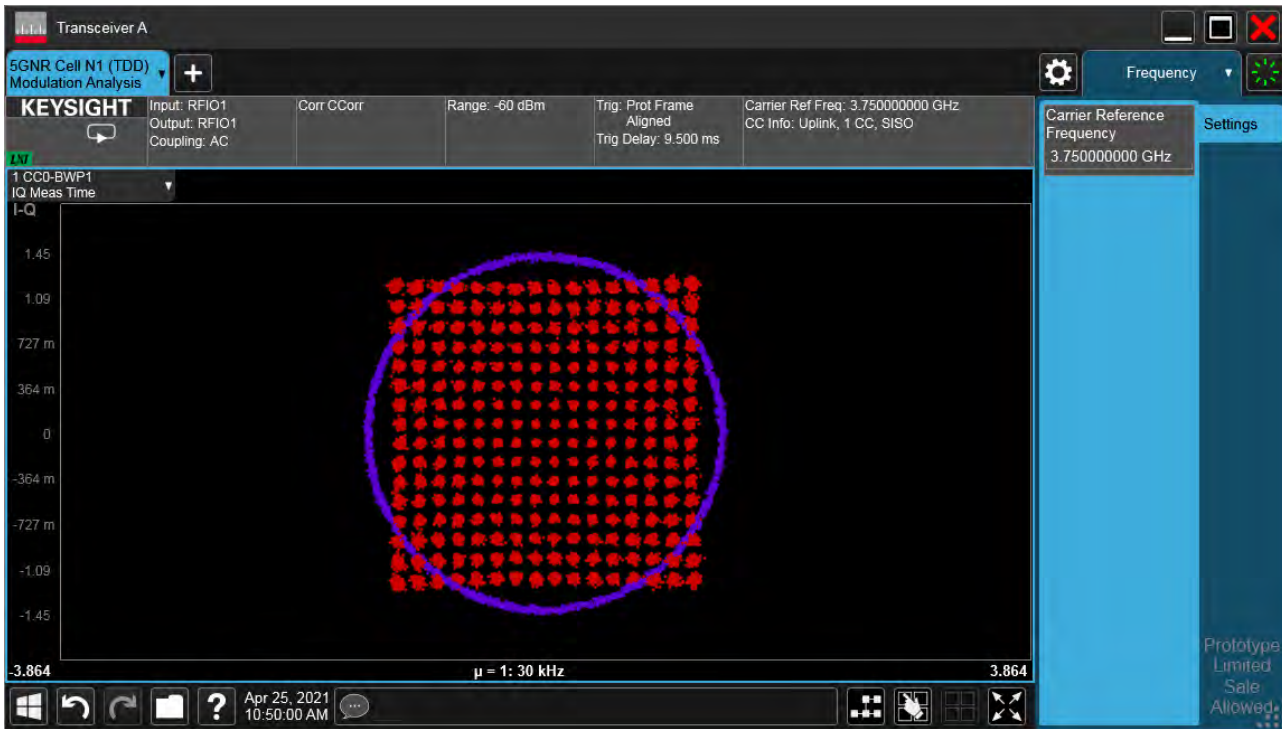 Transceiver A
5GNR Cell N1 (TDD)
Modulation Analysis
+
Frequency
KEYSIGHT
LXI
Input: RFIO1
Output: RFIO1
Coupling: AC
Corr CCorr
Range: -60 dBm
Trig: Prot Frame
Aligned
Trig Delay: 9.500 ms
Carrier Ref Freq: 3.750000000 GHz
CC Info: Uplink, 1 CC, SISO
Carrier Reference
Frequency
3.750000000 GHz
Settings
1 CC0-BWP1
IQ Meas Time
I-Q
1.45
1.09
727 m
364 m
0
-364 m
-727 m
-1.09
-1.45
-3.864
µ = 1: 30 kHz
3.864
?
Apr 25, 2021
10:50:00 AM
Prototype
Limited
Sale
Allowed